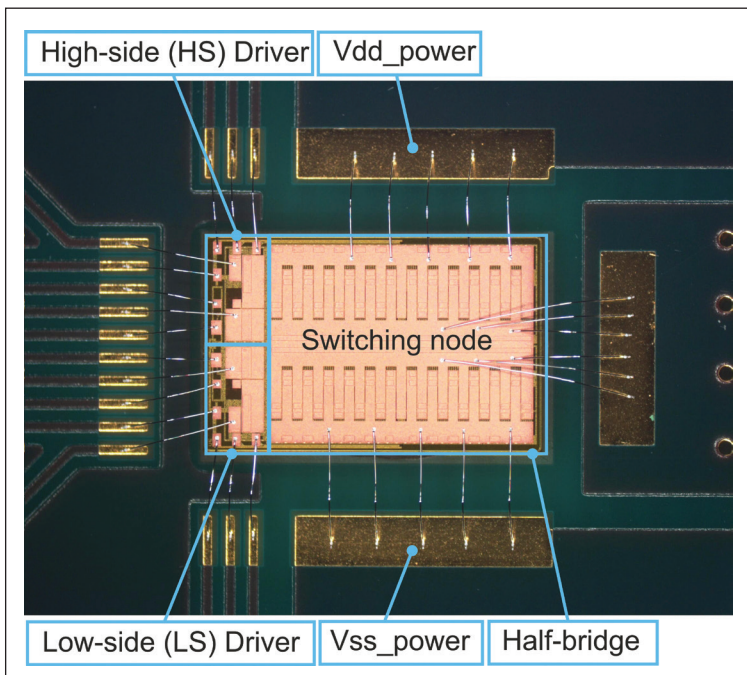 High-side (HS) Driver
Vdd_power
Switching node
Low-side (LS) Driver
Vss_power
Half-bridge